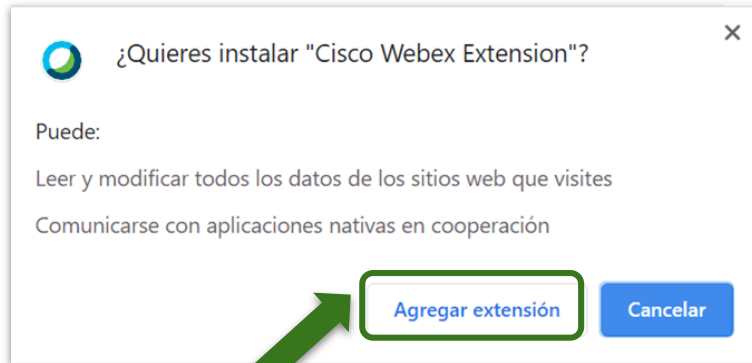 ¿Quieres instalar "Cisco Webex Extension"?
Puede:
Leer y modificar todos los datos de los sitios web que visites
Comunicarse con aplicaciones nativas en cooperación
Agregar extensión
Cancelar